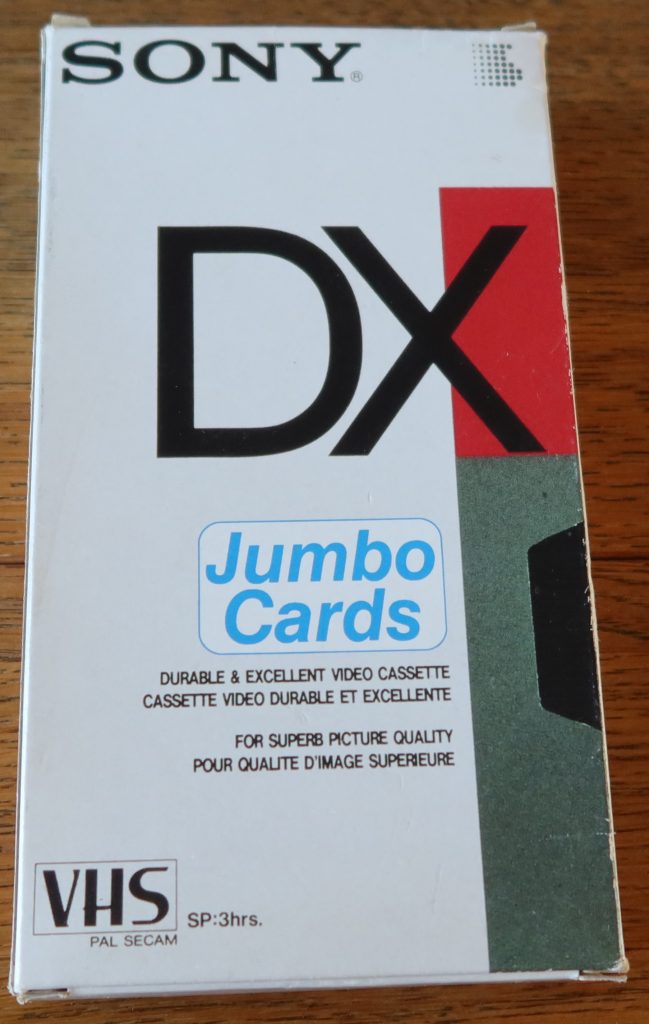 SONY®
DX
Jumbo
Cards
DURABLE & EXCELLENT VIDEO CASSETTE
CASSETTE VIDEO DURABLE ET EXCELLENTE
FOR SUPERB PICTURE QUALITY
POUR QUALITE D'IMAGE SUPERIEURE
VHS SP:3hrs.
PAL SECAM